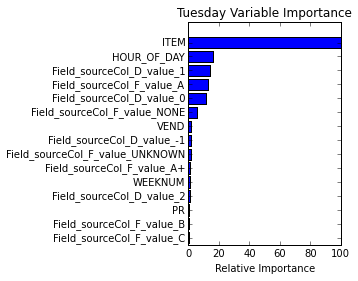 Tuesday Variable Importance
ITEM
HOUR_OF_DAY
Field_sourceCol_D_value_1
Field_sourceCol_F_value_A
Field_sourceCol_D_value_0
Field_sourceCol_F_value_NONE
VEND
Field_sourceCol_D_value_-1
Field_sourceCol_F_value_UNKNOWN
Field_sourceCol_F_value_A+
WEEKNUM
Field_sourceCol_D_value_2
PR
Field_sourceCol_F_value_B
Field_sourceCol_F_value_C
0 20 40 60 80 100
Relative Importance